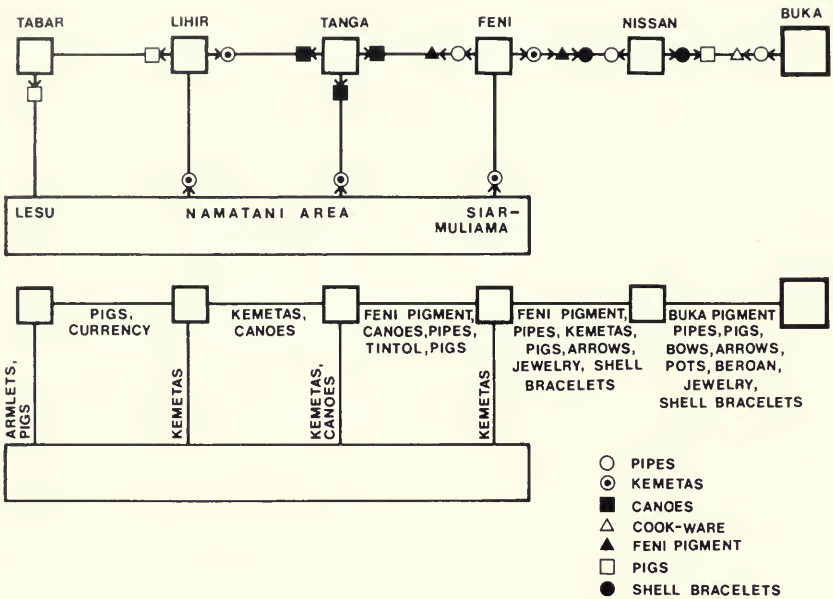 TABAR
LIHIR
TANGA
FENI
NISSAN
BUKA
LESU
NAMATANI AREA
SIAR-
MULIAMA
PIGS,
CURRENCY
KEMETAS,
CANOES
FENI PIGMENT,
CANOES, PIPES,
TINTOL, PIGS
FENI PIGMENT,
PIPES, KEMETAS,
PIGS, ARROWS,
JEWELRY, SHELL
BRACELETS
BUKA PIGMENT
PIPES, PIGS,
BOWS, ARROWS,
POTS, BEROAN,
JEWELRY,
SHELL BRACELETS
ARMLETS,
PIGS
KEMETAS
KEMETAS,
CANOES
KEMETAS
PIPES
KEMETAS
CANOES
COOK-WARE
FENI PIGMENT
PIGS
SHELL BRACELETS